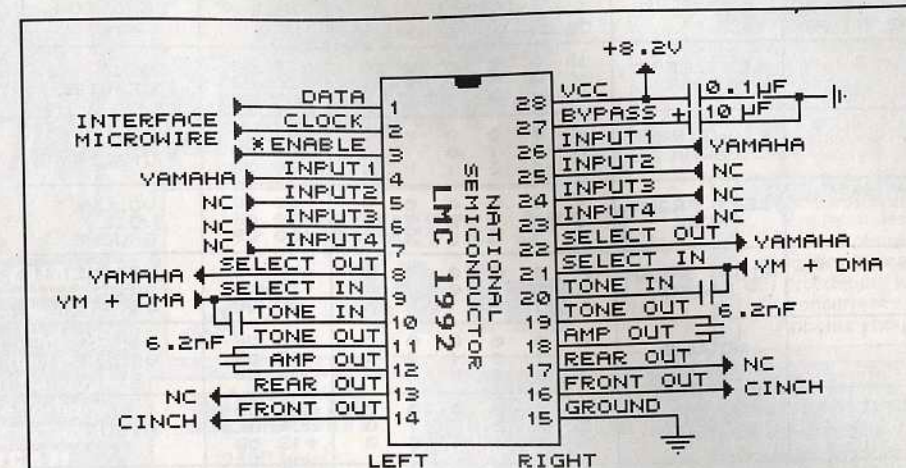 +8.2V
DATA 1
CLOCK 2
*ENABLE 3
INPUT1 4
INPUT2 5
INPUT3 6
INPUT4 7
SELECT OUT 8
SELECT IN 9
TONE IN 10
TONE OUT 11
AMP OUT 12
REAR OUT 13
FRONT OUT 14
INTERFACE
MICROWIRE
YAMAHA
NC
NC
NC
YAMAHA
YM + DMA
6.2nF
NC
CINCH
NATIONAL
SEMICONDUCTOR
LMC 1992
28 VCC
27 BYPASS +
26 INPUT1
25 INPUT2
24 INPUT3
23 INPUT4
22 SELECT OUT
21 SELECT IN
20 TONE IN
19 TONE OUT
18 AMP OUT
17 REAR OUT
16 FRONT OUT
15 GROUND
0.1µF
10 µF
YAMAHA
NC
NC
NC
YAMAHA
YM + DMA
6.2nF
NC
CINCH
LEFT RIGHT